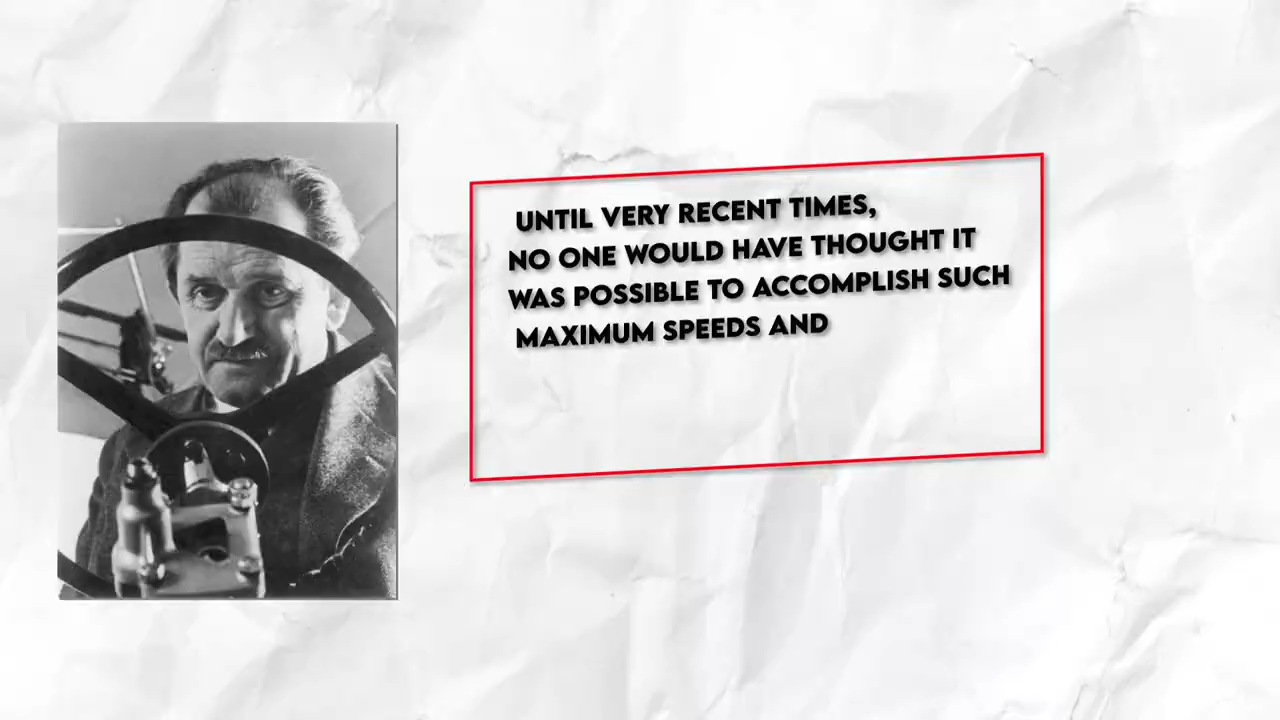 UNTIL VERY RECENT TIMES,
NO ONE WOULD HAVE THOUGHT IT
WAS POSSIBLE TO ACCOMPLISH SUCH
MAXIMUM SPEEDS AND